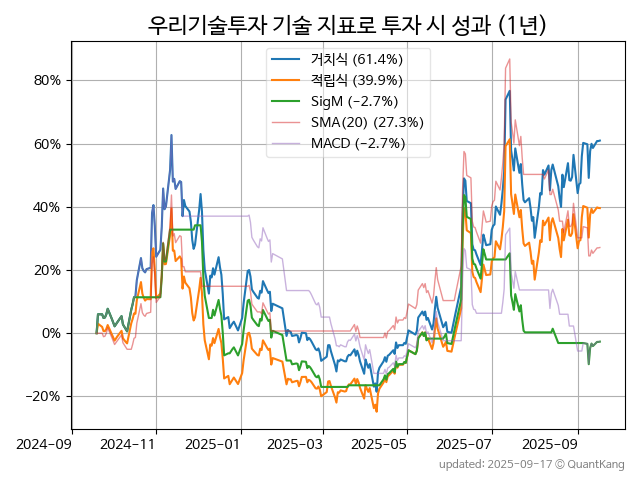 우리기술투자 기술 지표로 투자 시 성과 (1년)
거치식 (61.4%)
적립식 (39.9%)
SigM (−2.7%)
SMA(20) (27.3%)
MACD (−2.7%)
80%
60%
40%
20%
0%
−20%
2024-09 2024-11 2025-01 2025-03 2025-05 2025-07 2025-09
updated: 2025-09-17 © QuantKang